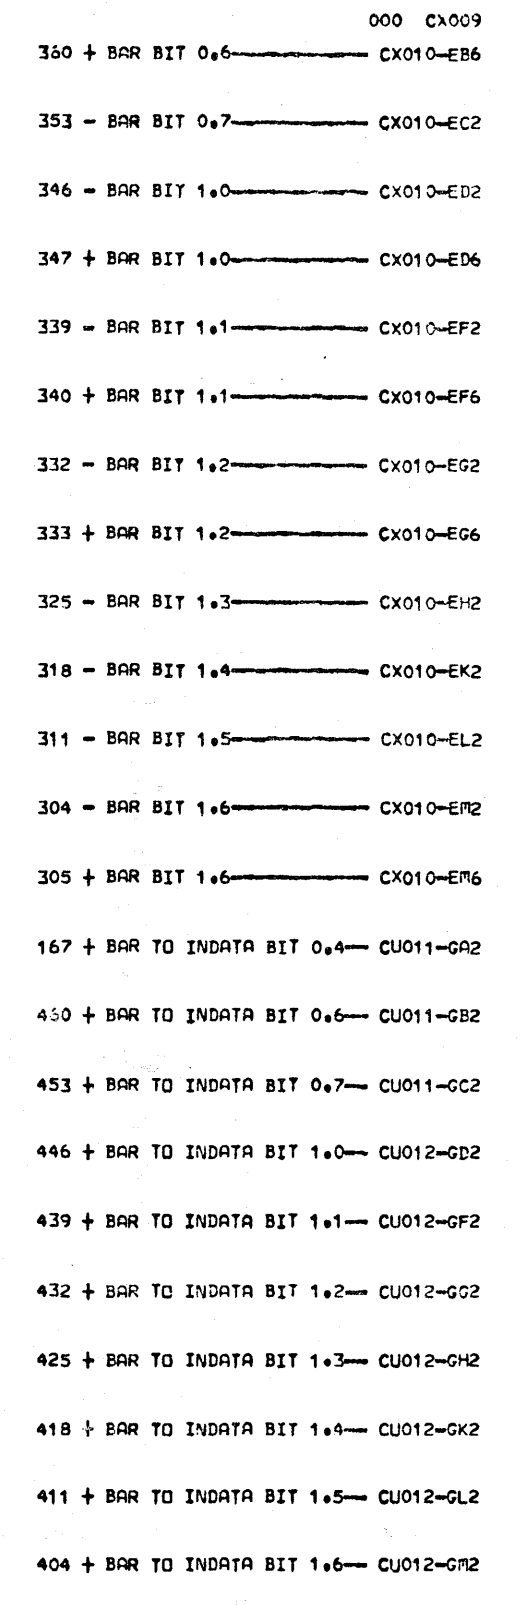 000 CX009
360 + BAR BIT 0.6 CX010-EB6
353 - BAR BIT 0.7 CX010-EC2
346 - BAR BIT 1.0 CX010-ED2
347 + BAR BIT 1.0 CX010-ED6
339 - BAR BIT 1.1 CX010-EF2
340 + BAR BIT 1.1 CX010-EF6
332 - BAR BIT 1.2 CX010-EG2
333 + BAR BIT 1.2 CX010-EG6
325 - BAR BIT 1.3 CX010-EH2
318 - BAR BIT 1.4 CX010-EK2
311 - BAR BIT 1.5 CX010-EL2
304 - BAR BIT 1.6 CX010-EM2
305 + BAR BIT 1.6 CX010-EM6
167 + BAR TO INDATA BIT 0.4 CU011-GA2
460 + BAR TO INDATA BIT 0.6 CU011-GB2
453 + BAR TO INDATA BIT 0.7 CU011-GC2
446 + BAR TO INDATA BIT 1.0 CU012-GD2
439 + BAR TO INDATA BIT 1.1 CU012-GF2
432 + BAR TO INDATA BIT 1.2 CU012-GG2
425 + BAR TO INDATA BIT 1.3 CU012-GH2
418 + BAR TO INDATA BIT 1.4 CU012-GK2
411 + BAR TO INDATA BIT 1.5 CU012-GL2
404 + BAR TO INDATA BIT 1.6 CU012-GM2